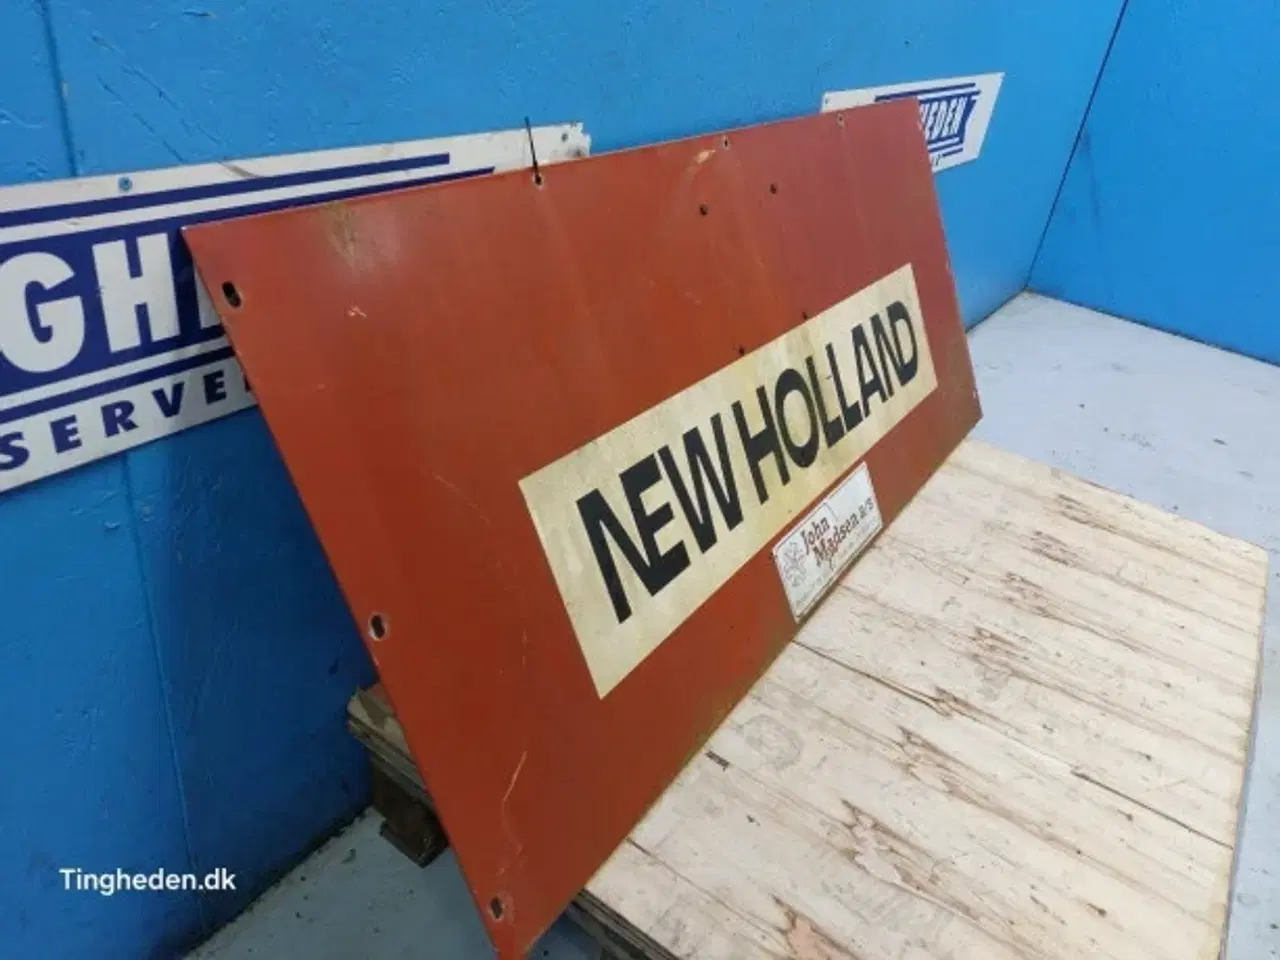 GH
SERVE
HEDEN
NEW HOLLAND
John
Madsen a/s
Tingheden.dk